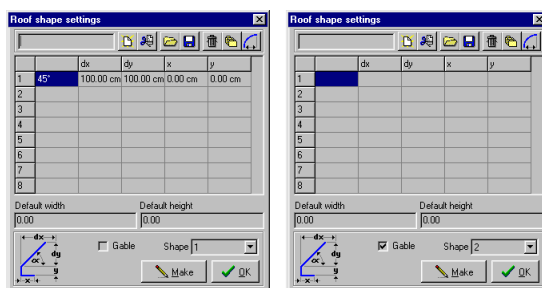 Roof shape settings
dx dy x y
1 45° 100.00 cm 100.00 cm 0.00 cm 0.00 cm
2
3
4
5
6
7
8
Default width Default height
0.00 0.00
dx
dy
α
y
x
Gable Shape 1
Make OK
Roof shape settings
dx dy x y
1
2
3
4
5
6
7
8
Default width Default height
0.00 0.00
dx
dy
α
y
x
Gable Shape 2
Make OK